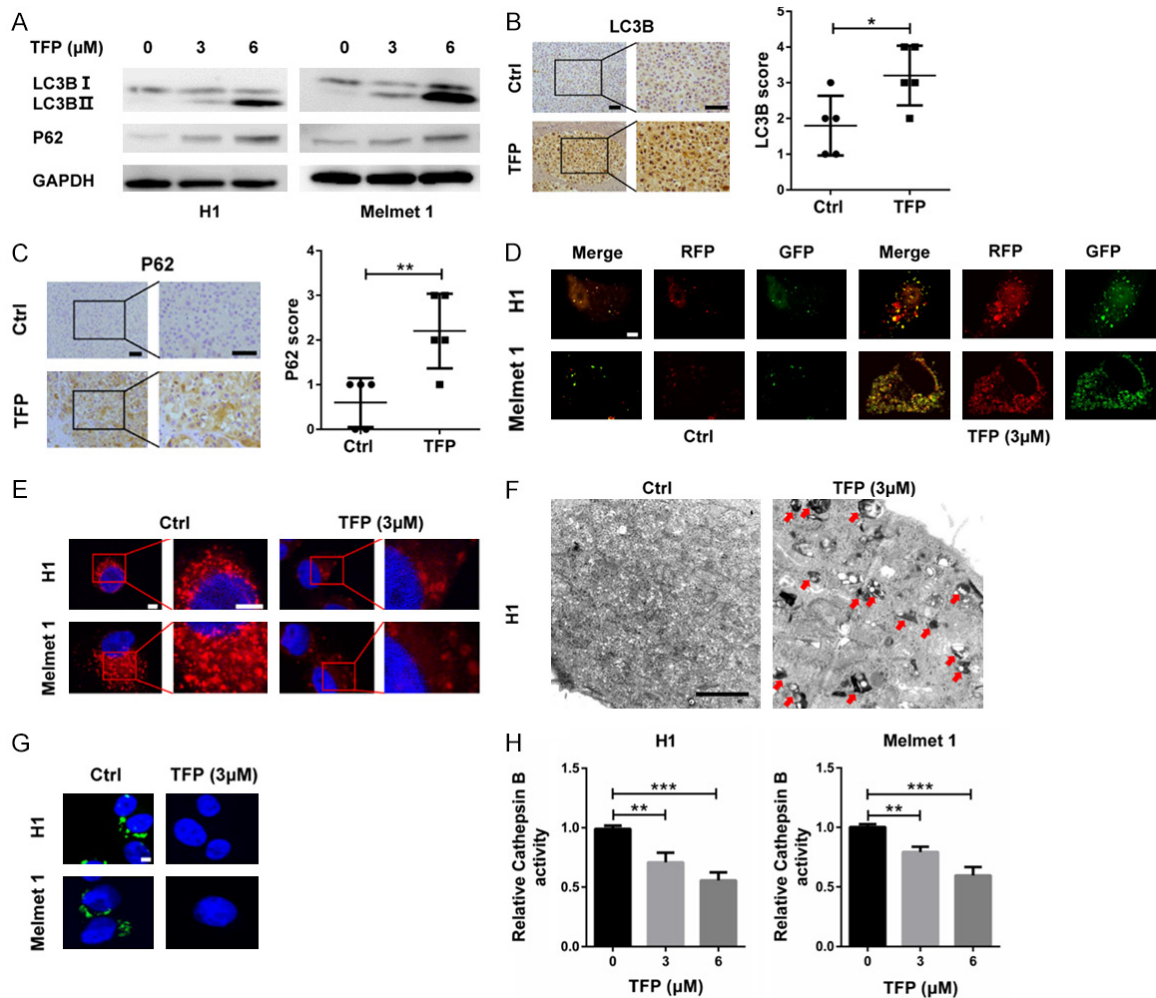 A
TFP (μM) 0 3 6 0 3 6
LC3B I
LC3B II
P62
GAPDH
H1 Melmet 1
B
LC3B
Ctrl
TFP
LC3B score
5
4
3
2
1
0
*
Ctrl TFP
C
P62
Ctrl
TFP
P62 score
4
3
2
1
0
**
Ctrl TFP
D
Merge RFP GFP Merge RFP GFP
H1
Melmet 1
Ctrl TFP (3μM)
E
Ctrl TFP (3μM)
H1
Melmet 1
F
Ctrl TFP (3μM)
H1
G
Ctrl TFP (3μM)
H1
Melmet 1
H
H1
Relative Cathepsin B
activity
1.5
1.0
0.5
0.0
***
**
0 3 6
TFP (μM)
Melmet 1
Relative Cathepsin B
activity
1.5
1.0
0.5
0.0
***
**
0 3 6
TFP (μM)